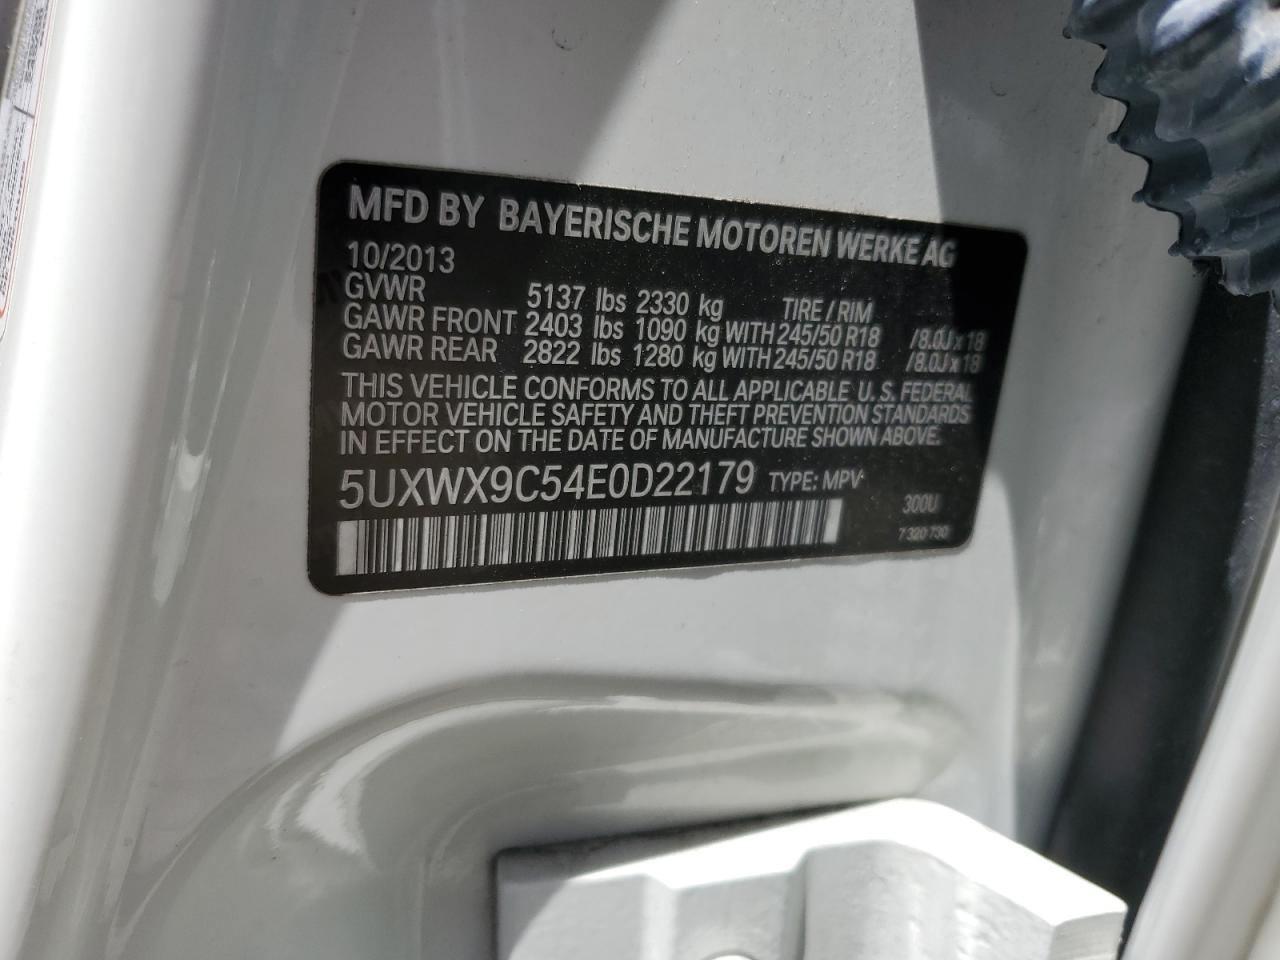 MFD BY BAYERISCHE MOTOREN WERKE AG
10/2013
GVWR 5137 lbs 2330 kg TIRE / RIM
GAWR FRONT 2403 lbs 1090 kg WITH 245/50 R18 /8.0J x 18
GAWR REAR 2822 lbs 1280 kg WITH 245/50 R18 /8.0J x 18
THIS VEHICLE CONFORMS TO ALL APPLICABLE U. S. FEDERAL
MOTOR VEHICLE SAFETY AND THEFT PREVENTION STANDARDS
IN EFFECT ON THE DATE OF MANUFACTURE SHOWN ABOVE.
5UXWX9C54E0D22179 TYPE: MPV
300U
7 320 730